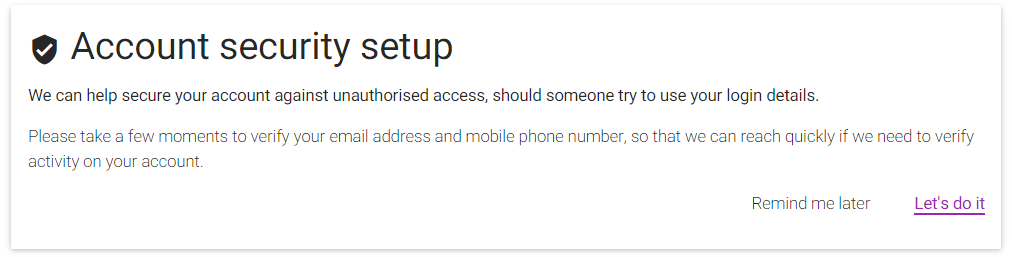 Account security setup
We can help secure your account against unauthorised access, should someone try to use your login details.
Please take a few moments to verify your email address and mobile phone number, so that we can reach quickly if we need to verify
activity on your account.
Remind me later Let's do it